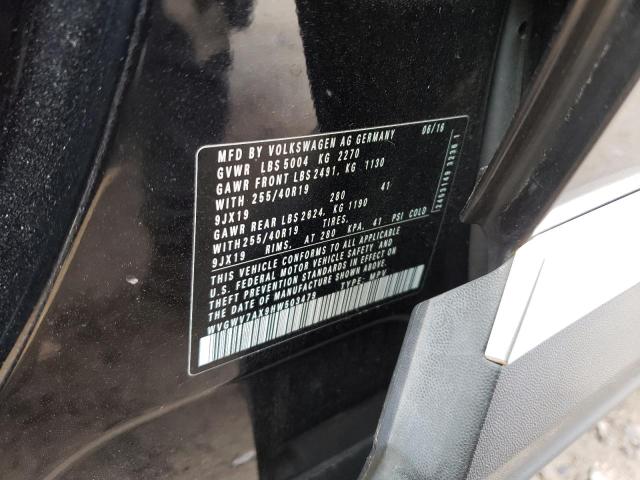 MFD BY VOLKSWAGEN AG GERMANY 06/16
GVWR LBS 5004 KG 2270
GAWR FRONT LBS 2491, KG 1130
WITH 255/40R19
9JX19 280 41
GAWR REAR LBS 2624, KG 1190
WITH 255/40R19 TIRES,
9JX19 RIMS, AT 280 KPA, 41 PSI COLD
THIS VEHICLE CONFORMS TO ALL APPLICABLE
U.S. FEDERAL MOTOR VEHICLE SAFETY AND
THEFT PREVENTION STANDARDS IN EFFECT ON
THE DATE OF MANUFACTURE SHOWN ABOVE.
WVGWV7AX9HW503479 TYPE: MPV